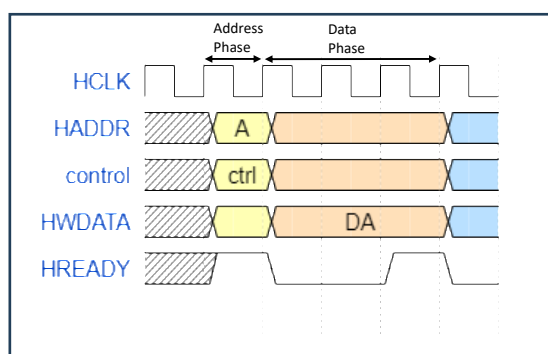 Address
Phase
Data
Phase
HCLK
HADDR
A
control
ctrl
HWDATA
DA
HREADY